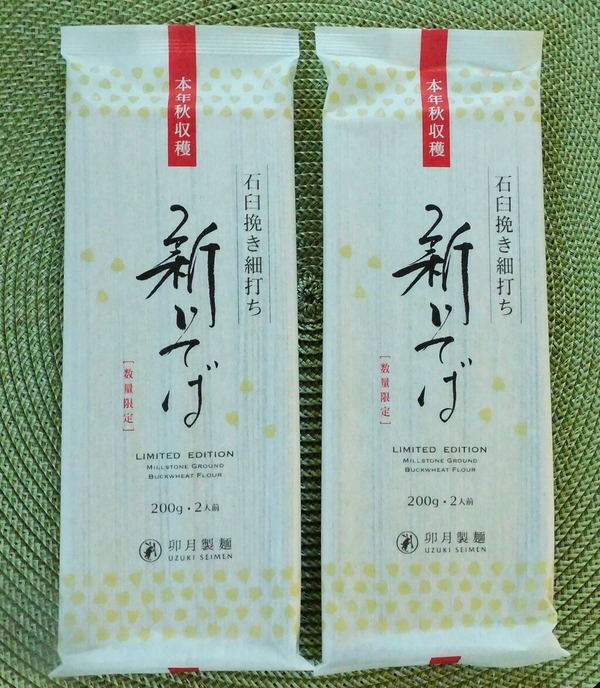 本年秋収穫
石臼挽き細打ち
新そば
[数量限定]
LIMITED EDITION
MILLSTONE GROUND
BUCKWHEAT FLOUR
200g・2人前
卯月製麺
UZUKI SEIMEN
本年秋収穫
石臼挽き細打ち
新そば
[数量限定]
LIMITED EDITION
MILLSTONE GROUND
BUCKWHEAT FLOUR
200g・2人前
卯月製麺
UZUKI SEIMEN